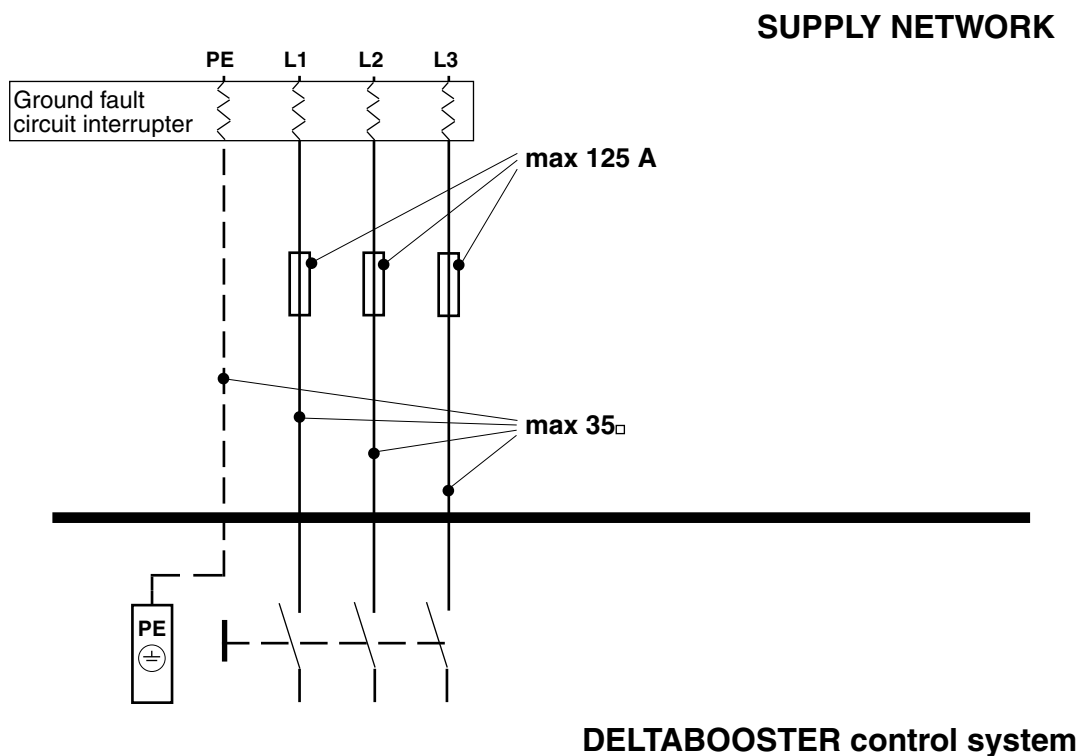 SUPPLY NETWORK
PE L1 L2 L3
Ground fault
circuit interrupter
max 125 A
max 35□
PE
DELTABOOSTER control system